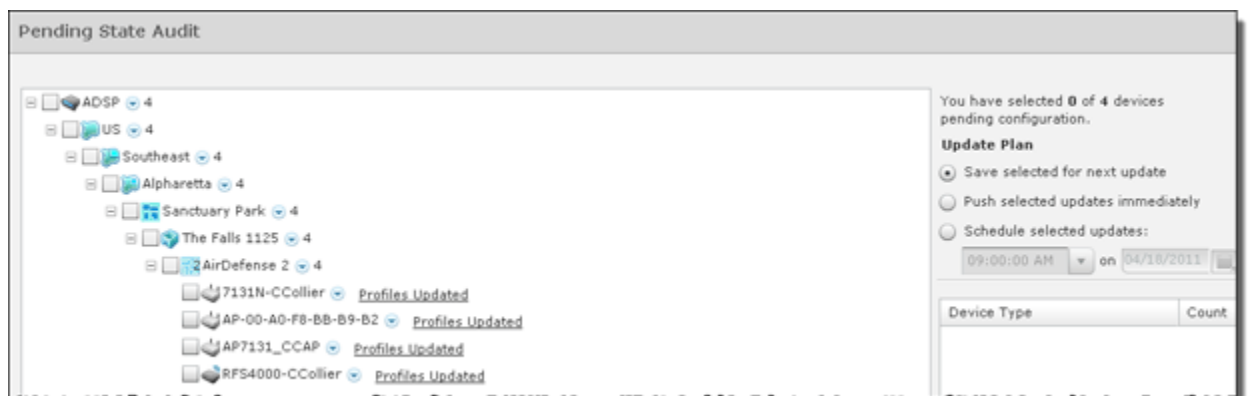 Pending State Audit
ADSP 4
US 4
Southeast 4
Alpharetta 4
Sanctuary Park 4
The Falls 1125 4
2 AirDefense 2 4
7131N-CCollier Profiles Updated
AP-00-A0-F8-BB-B9-B2 Profiles Updated
AP7131_CCAP Profiles Updated
RFS4000-CCollier Profiles Updated
You have selected 0 of 4 devices
pending configuration.
Update Plan
Save selected for next update
Push selected updates immediately
Schedule selected updates:
09:00:00 AM on 04/18/2011
Device Type Count